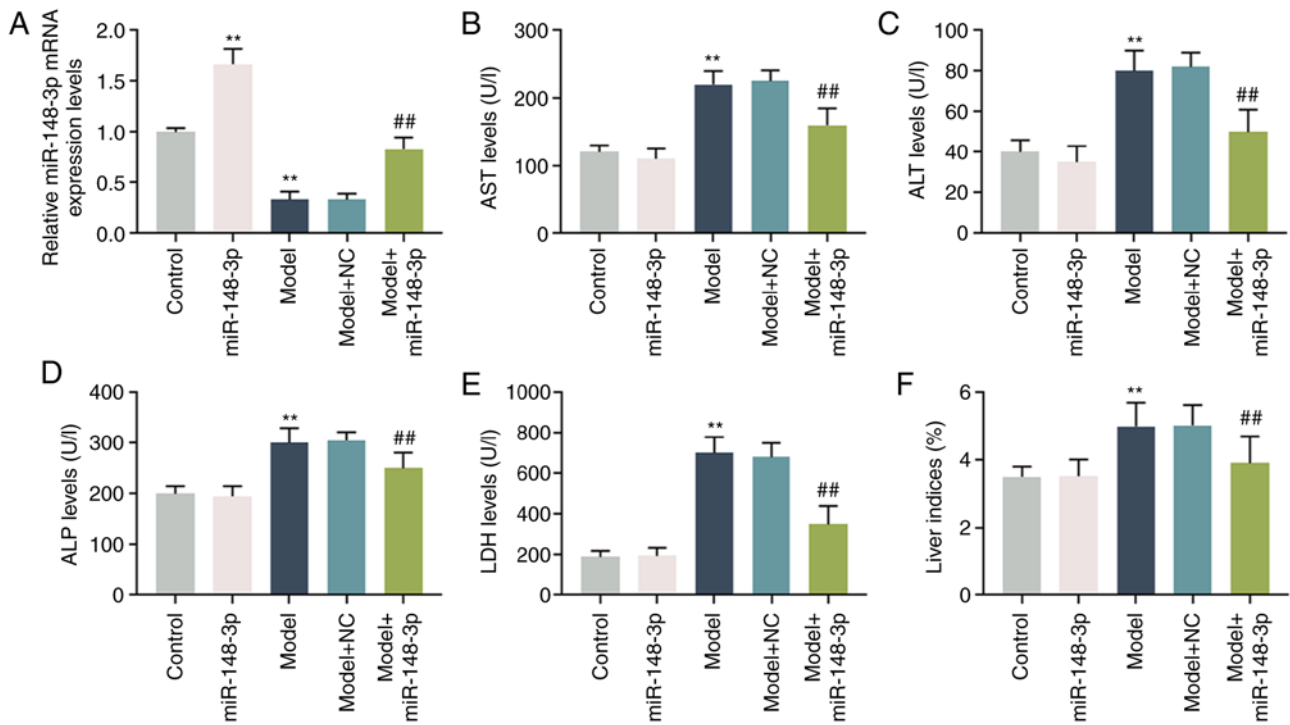 A
Relative miR-148-3p mRNA
expression levels
2.0
1.5
1.0
0.5
0.0
**
**
##
Control
miR-148-3p
Model
Model+NC
Model+
miR-148-3p
B
AST levels (U/l)
300
200
100
0
**
##
Control
miR-148-3p
Model
Model+NC
Model+
miR-148-3p
C
ALT levels (U/l)
100
80
60
40
20
0
**
##
Control
miR-148-3p
Model
Model+NC
Model+
miR-148-3p
D
ALP levels (U/l)
400
300
200
100
0
**
##
Control
miR-148-3p
Model
Model+NC
Model+
miR-148-3p
E
LDH levels (U/l)
1000
800
600
400
200
0
**
##
Control
miR-148-3p
Model
Model+NC
Model+
miR-148-3p
F
Liver indices (%)
6
4
2
0
**
##
Control
miR-148-3p
Model
Model+NC
Model+
miR-148-3p